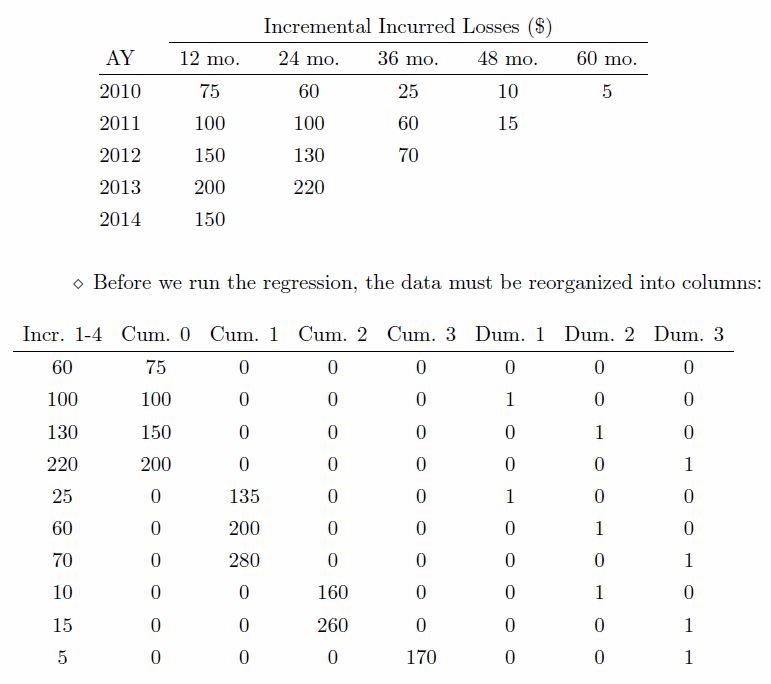 Incremental Incurred Losses ($)
AY 12 mo. 24 mo. 36 mo. 48 mo. 60 mo.
2010 75 60 25 10 5
2011 100 100 60 15
2012 150 130 70
2013 200 220
2014 150
⋄ Before we run the regression, the data must be reorganized into columns:
Incr. 1-4 Cum. 0 Cum. 1 Cum. 2 Cum. 3 Dum. 1 Dum. 2 Dum. 3
60 75 0 0 0 0 0 0
100 100 0 0 0 1 0 0
130 150 0 0 0 0 1 0
220 200 0 0 0 0 0 1
25 0 135 0 0 1 0 0
60 0 200 0 0 0 1 0
70 0 280 0 0 0 0 1
10 0 0 160 0 0 1 0
15 0 0 260 0 0 0 1
5 0 0 0 170 0 0 1